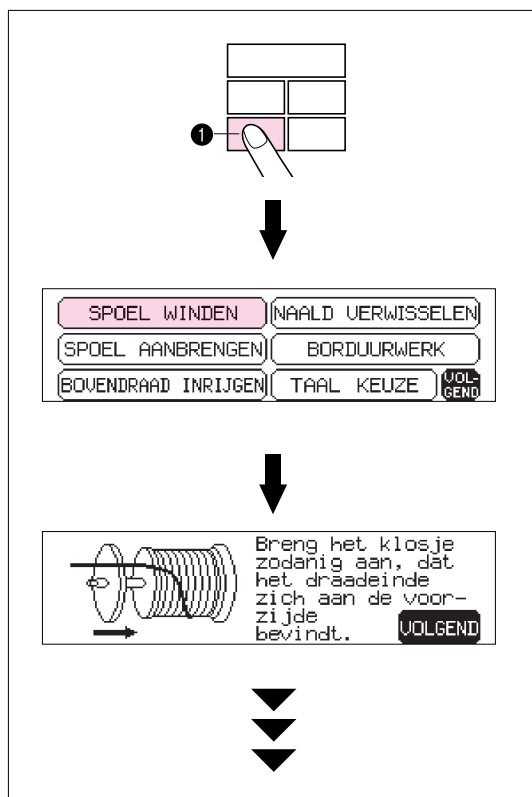 1
SPOEL WINDEN
NAALD VERWISSELEN
SPOEL AANBRENGEN
BORDUURWERK
BOVENDRAAD INRIJGEN
TAAL KEUZE
VOL-
GEND
Breng het klosje
zodanig aan, dat
het draadeinde
zich aan de voor-
zijde
bevindt.
VOLGEND